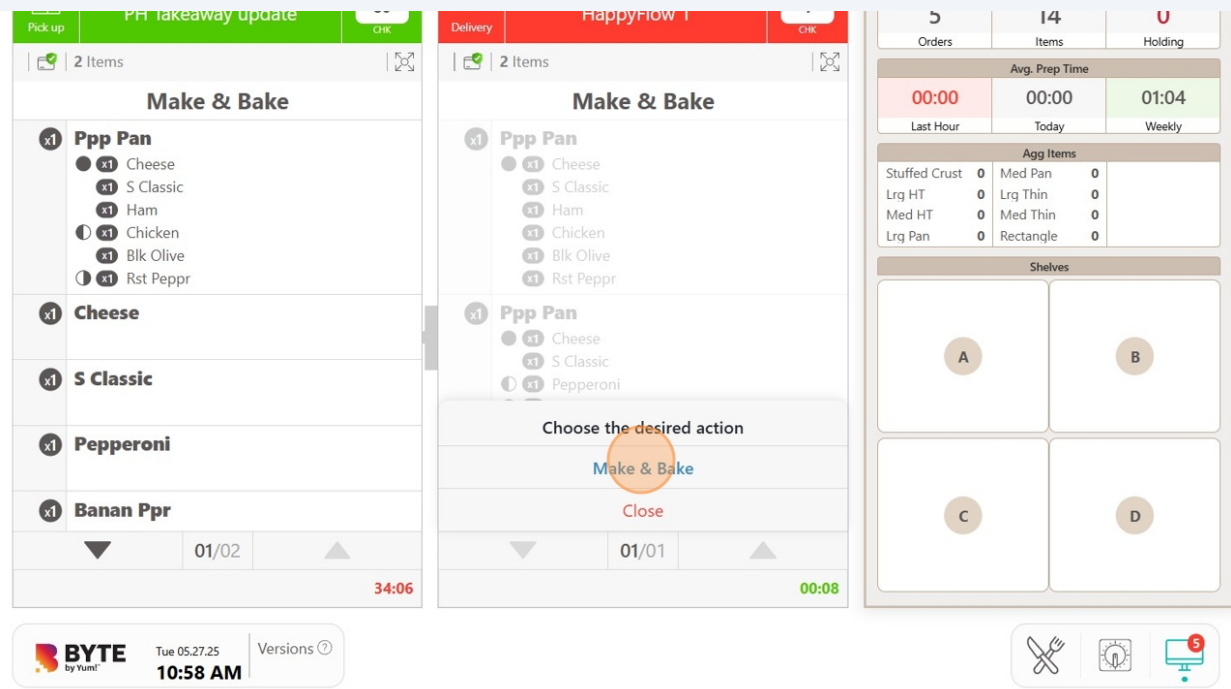 Pick up
PH Takeaway update
CHK
2 Items
Make & Bake
x1 Ppp Pan
x1 Cheese
x1 S Classic
x1 Ham
x1 Chicken
x1 Blk Olive
x1 Rst Peppr
x1 Cheese
x1 S Classic
x1 Pepperoni
x1 Banan Ppr
01/02
34:06
Delivery
HappyFlow 1
CHK
2 Items
Make & Bake
x1 Ppp Pan
x1 Cheese
x1 S Classic
x1 Ham
x1 Chicken
x1 Blk Olive
x1 Rst Peppr
x1 Ppp Pan
x1 Cheese
x1 S Classic
x1 Pepperoni
Choose the desired action
Make & Bake
Close
01/01
00:08
5 14 0
Orders Items Holding
Avg. Prep Time
00:00 00:00 01:04
Last Hour Today Weekly
Agg Items
Stuffed Crust 0 Med Pan 0
Lrg HT 0 Lrg Thin 0
Med HT 0 Med Thin 0
Lrg Pan 0 Rectangle 0
Shelves
A B
C D
BYTE
by Yum!
Tue 05.27.25
10:58 AM
Versions ?
5